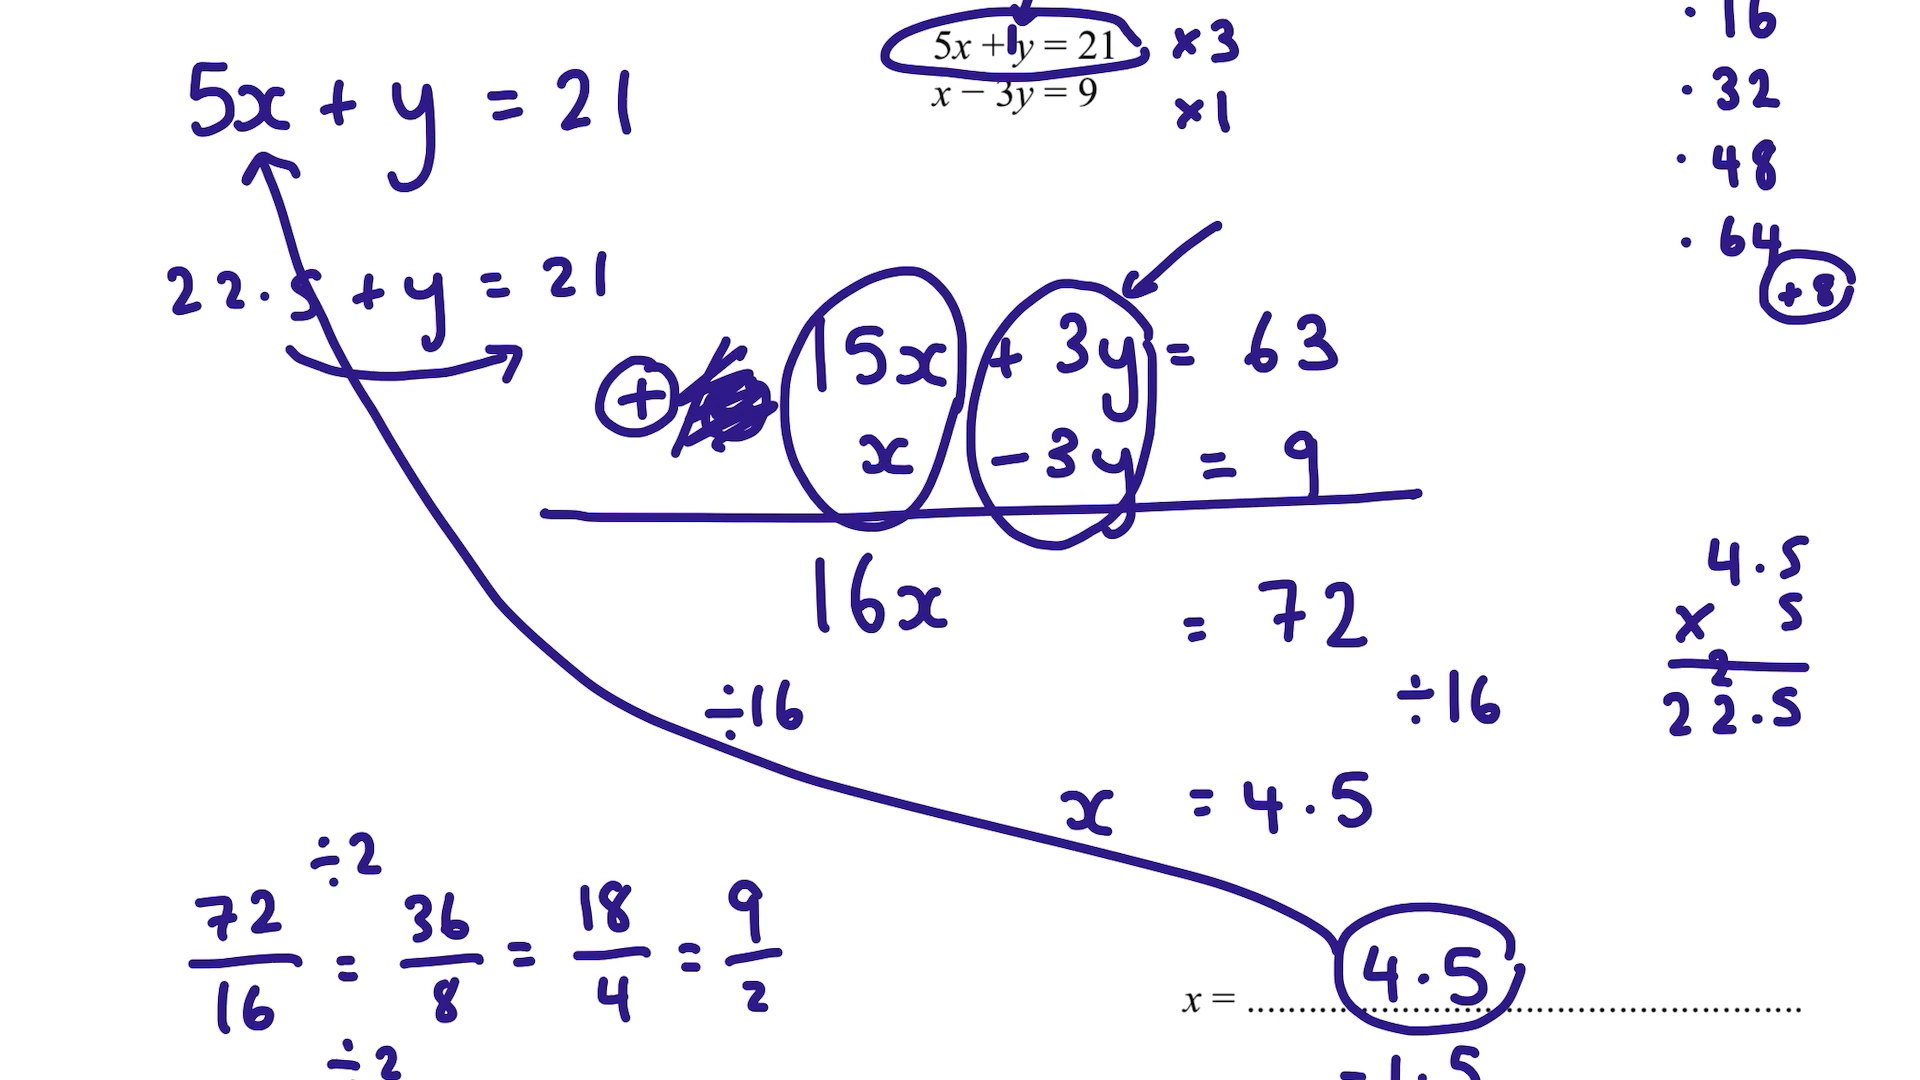 5x + 1y = 21 ×3
x − 3y = 9 ×1
5x + y = 21
22.5 + y = 21
+ 15x + 3y = 63
x − 3y = 9
16x = 72
÷16 ÷16
x = 4.5
÷2
72/16 = 36/8 = 18/4 = 9/2
÷2
x = 4.5
· 16
· 32
· 48
· 64
+8
4.5
× 5
2
22.5